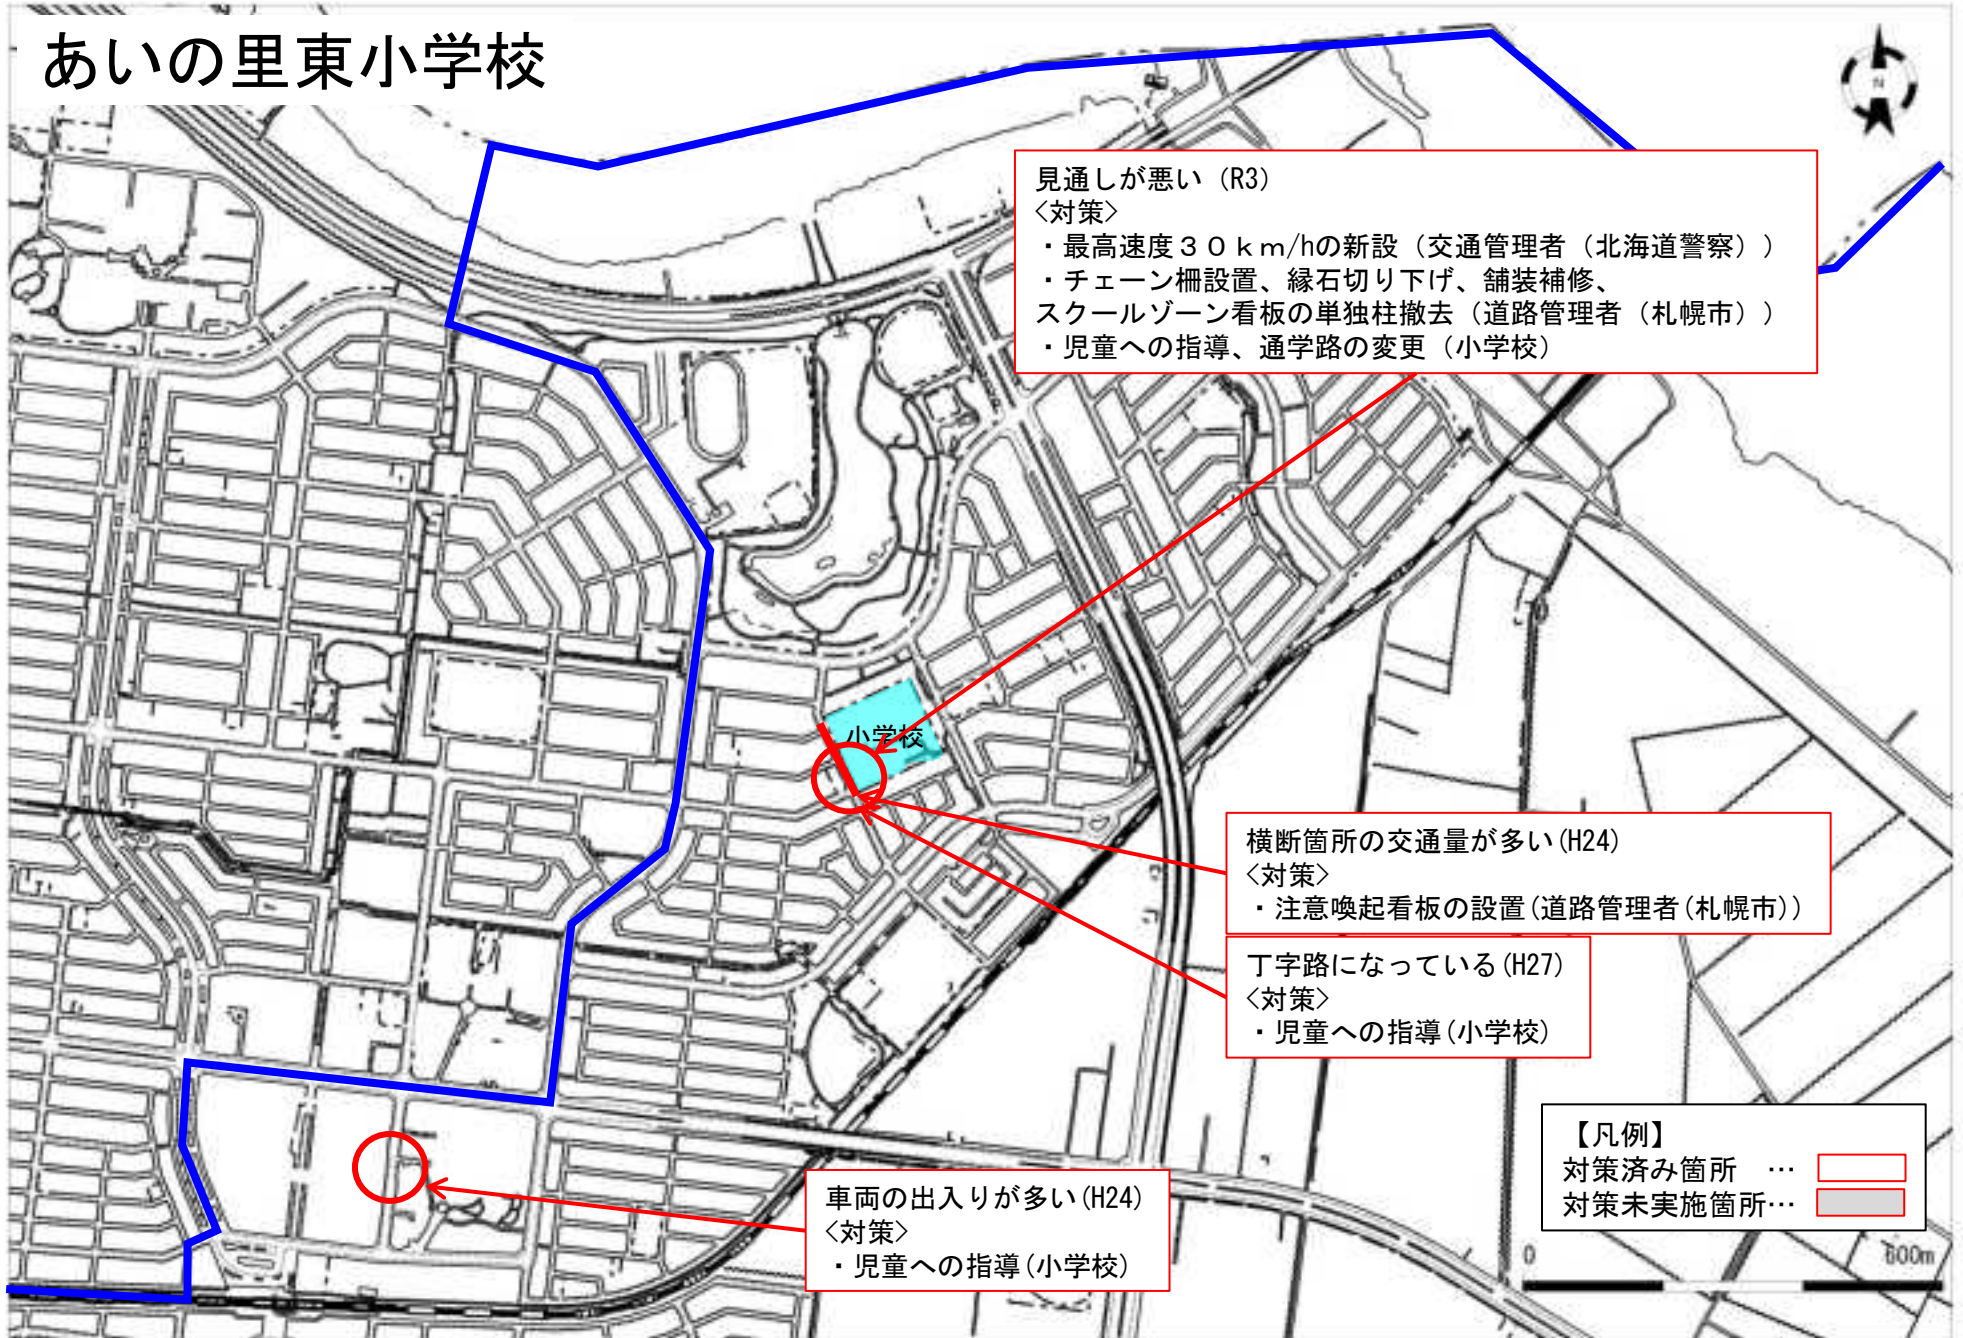 あいの里東小学校
N
見通しが悪い（R3）
<対策>
・最高速度３０ｋｍ/hの新設（交通管理者（北海道警察））
・チェーン柵設置、縁石切り下げ、舗装補修、
スクールゾーン看板の単独柱撤去（道路管理者（札幌市））
・児童への指導、通学路の変更（小学校）
小学校
横断箇所の交通量が多い(H24)
<対策>
・注意喚起看板の設置(道路管理者(札幌市))
丁字路になっている(H27)
<対策>
・児童への指導(小学校)
車両の出入りが多い(H24)
<対策>
・児童への指導(小学校)
【凡例】
対策済み箇所　…
対策未実施箇所…
0 600m